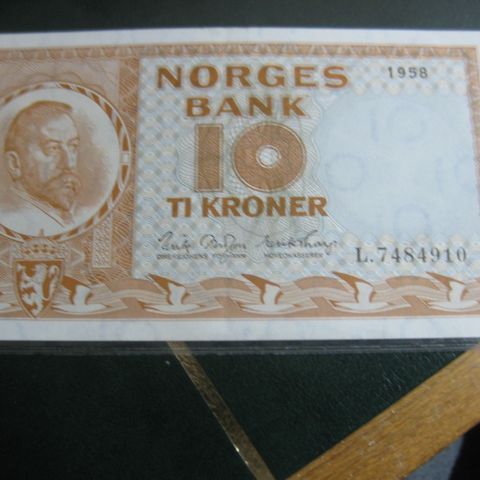 NORGES
1958
BANK
10
TI KRONER
L.7484910